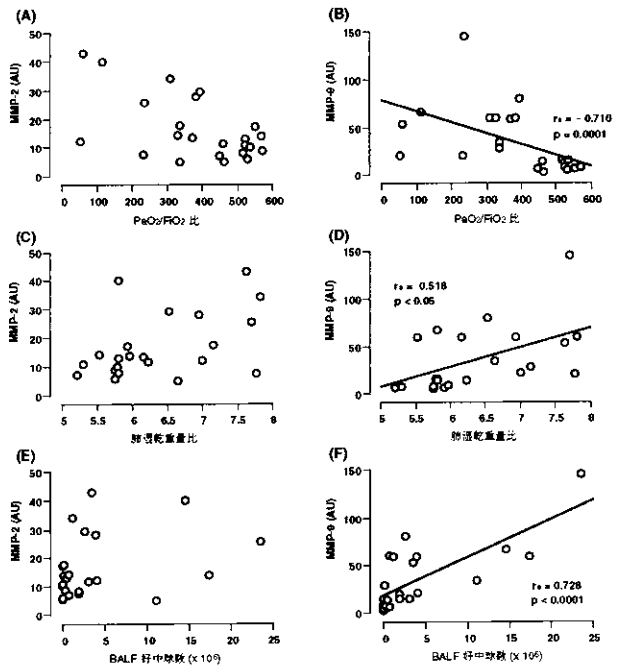 (A)
MMP-2 (AU)
50
40
30
20
10
0
0 100 200 300 400 500 600
PaO2/FiO2 比
(B)
MMP-9 (AU)
150
100
50
0
rs = - 0.716
p = 0.0001
0 100 200 300 400 500 600
PaO2/FiO2 比
(C)
MMP-2 (AU)
50
40
30
20
10
0
5 5.5 6 6.5 7 7.5 8
肺湿乾重量比
(D)
MMP-9 (AU)
150
100
50
0
rs = 0.518
p < 0.05
5 5.5 6 6.5 7 7.5 8
肺湿乾重量比
(E)
MMP-2 (AU)
50
40
30
20
10
0
0 5 10 15 20 25
BALF 好中球数 (x 10⁶)
(F)
MMP-9 (AU)
150
100
50
0
rs = 0.728
p < 0.0001
0 5 10 15 20 25
BALF 好中球数 (x 10⁶)